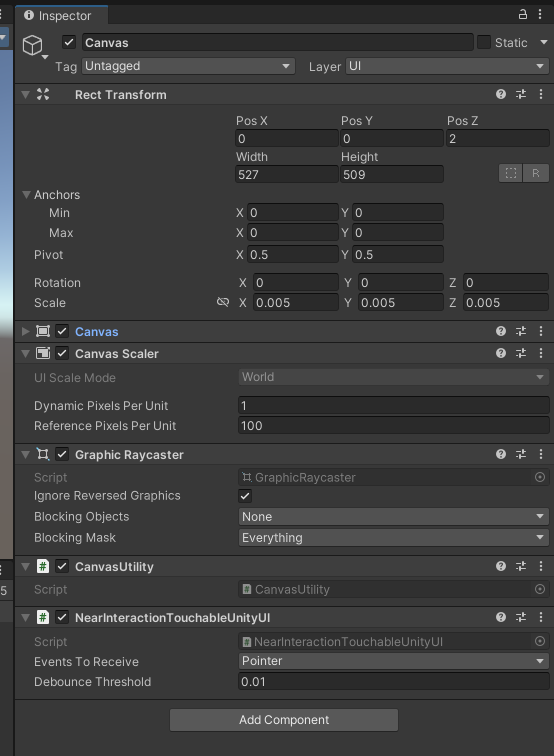 Inspector
Canvas Static
Tag Untagged Layer UI
Rect Transform
Pos X Pos Y Pos Z
0 0 2
Width Height
527 509
R
Anchors
Min X 0 Y 0
Max X 0 Y 0
Pivot X 0.5 Y 0.5
Rotation X 0 Y 0 Z 0
Scale X 0.005 Y 0.005 Z 0.005
Canvas
Canvas Scaler
UI Scale Mode World
Dynamic Pixels Per Unit 1
Reference Pixels Per Unit 100
Graphic Raycaster
Script GraphicRaycaster
Ignore Reversed Graphics
Blocking Objects None
Blocking Mask Everything
# CanvasUtility
5
Script # CanvasUtility
# NearInteractionTouchableUnityUI
Script # NearInteractionTouchableUnityUI
Events To Receive Pointer
Debounce Threshold 0.01
Add Component